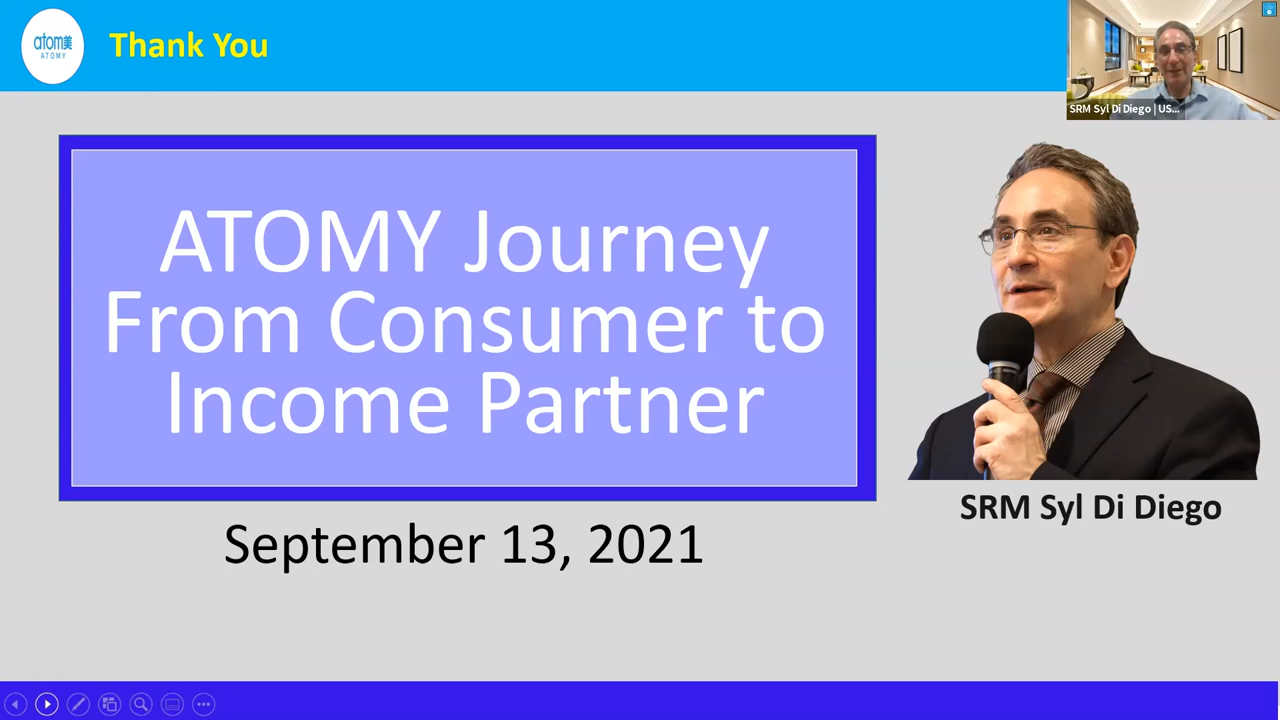 atom美
ATOMY
Thank You
SRM Syl Di Diego | US...
ATOMY Journey
From Consumer to
Income Partner
SRM Syl Di Diego
September 13, 2021